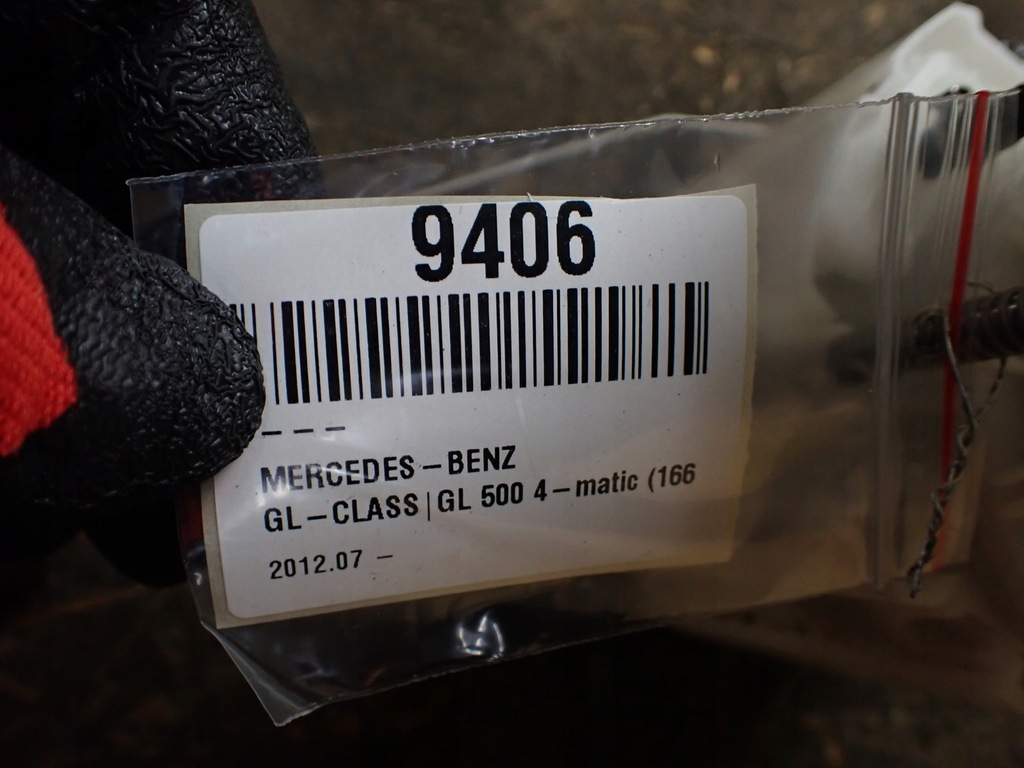 9406
- - -
MERCEDES-BENZ
GL-CLASS|GL 500 4-matic (166
2012.07 -